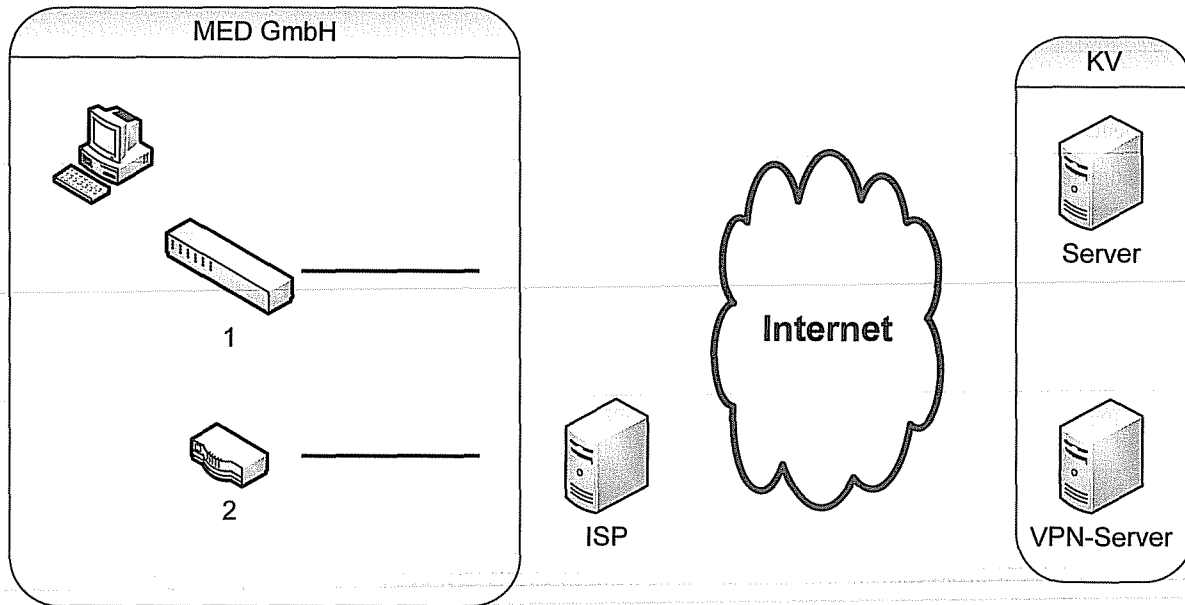 MED GmbH
KV
Server
1
Internet
2
ISP
VPN-Server